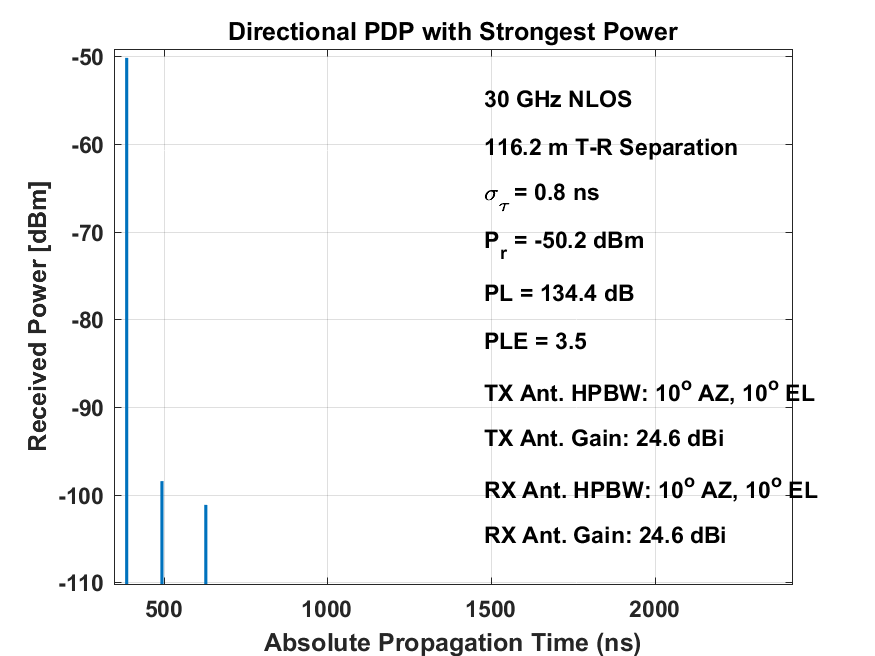 Directional PDP with Strongest Power
-50
-60
-70
-80
-90
-100
-110
Received Power [dBm]
30 GHz NLOS
116.2 m T-R Separation
στ = 0.8 ns
Pr = -50.2 dBm
PL = 134.4 dB
PLE = 3.5
TX Ant. HPBW: 10o AZ, 10o EL
TX Ant. Gain: 24.6 dBi
RX Ant. HPBW: 10o AZ, 10o EL
RX Ant. Gain: 24.6 dBi
500 1000 1500 2000
Absolute Propagation Time (ns)